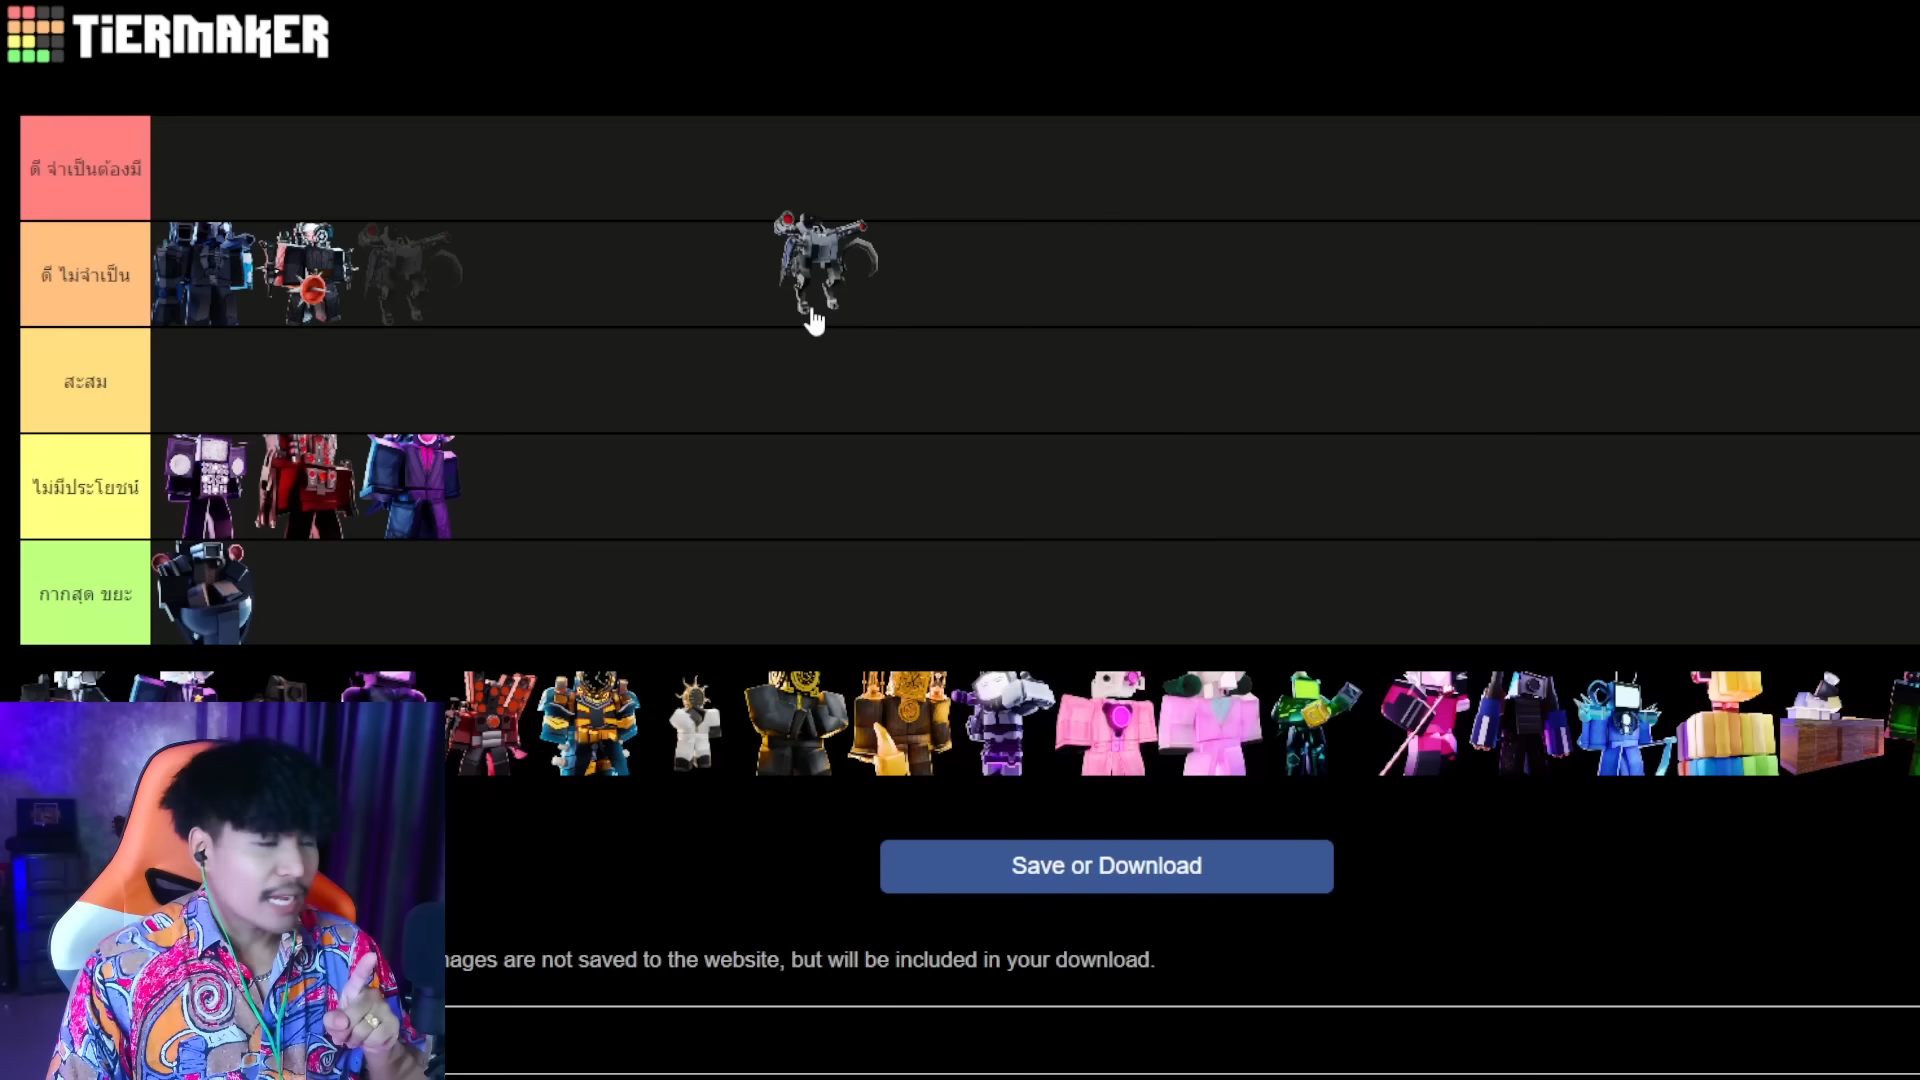 TiERMAKER
ดี จำเป็นต้องมี
ดี ไม่จำเป็น
สะสม
ไม่มีประโยชน์
กากสุด ขยะ
Save or Download
ages are not saved to the website, but will be included in your download.